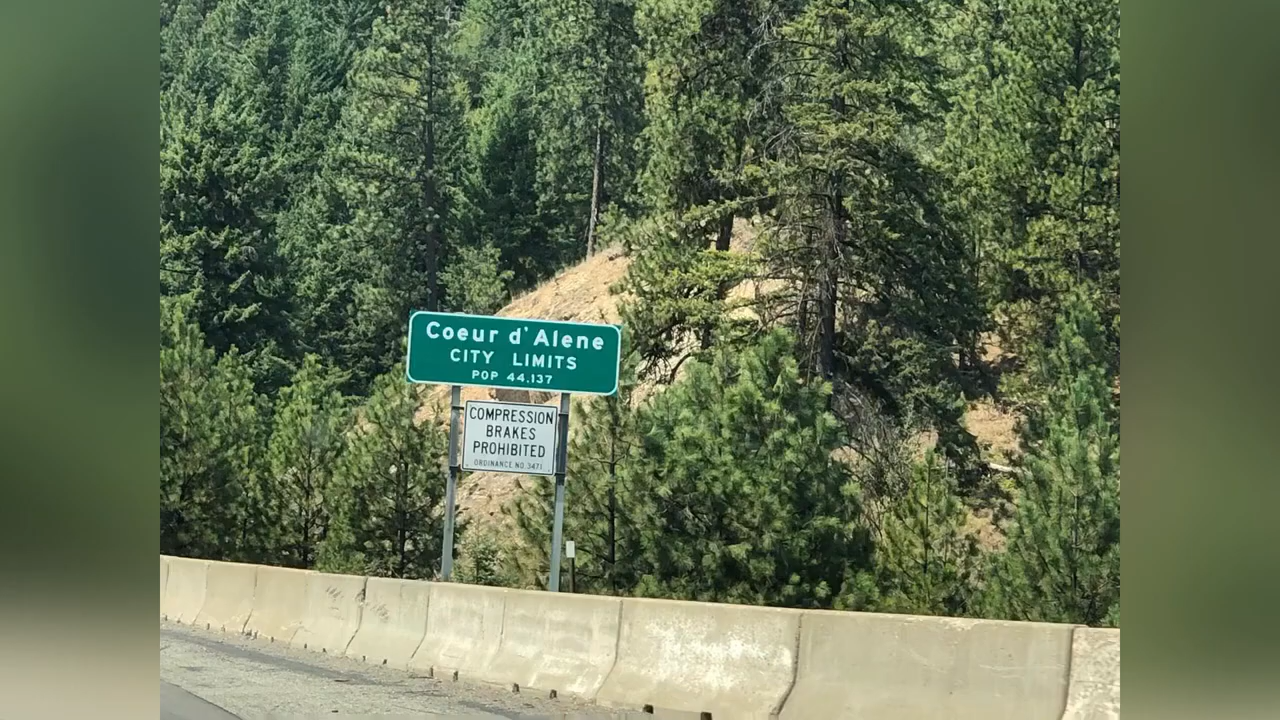 Coeur d'Alene
CITY LIMITS
POP 44,137
COMPRESSION
BRAKES
PROHIBITED
ORDINANCE NO. 3471